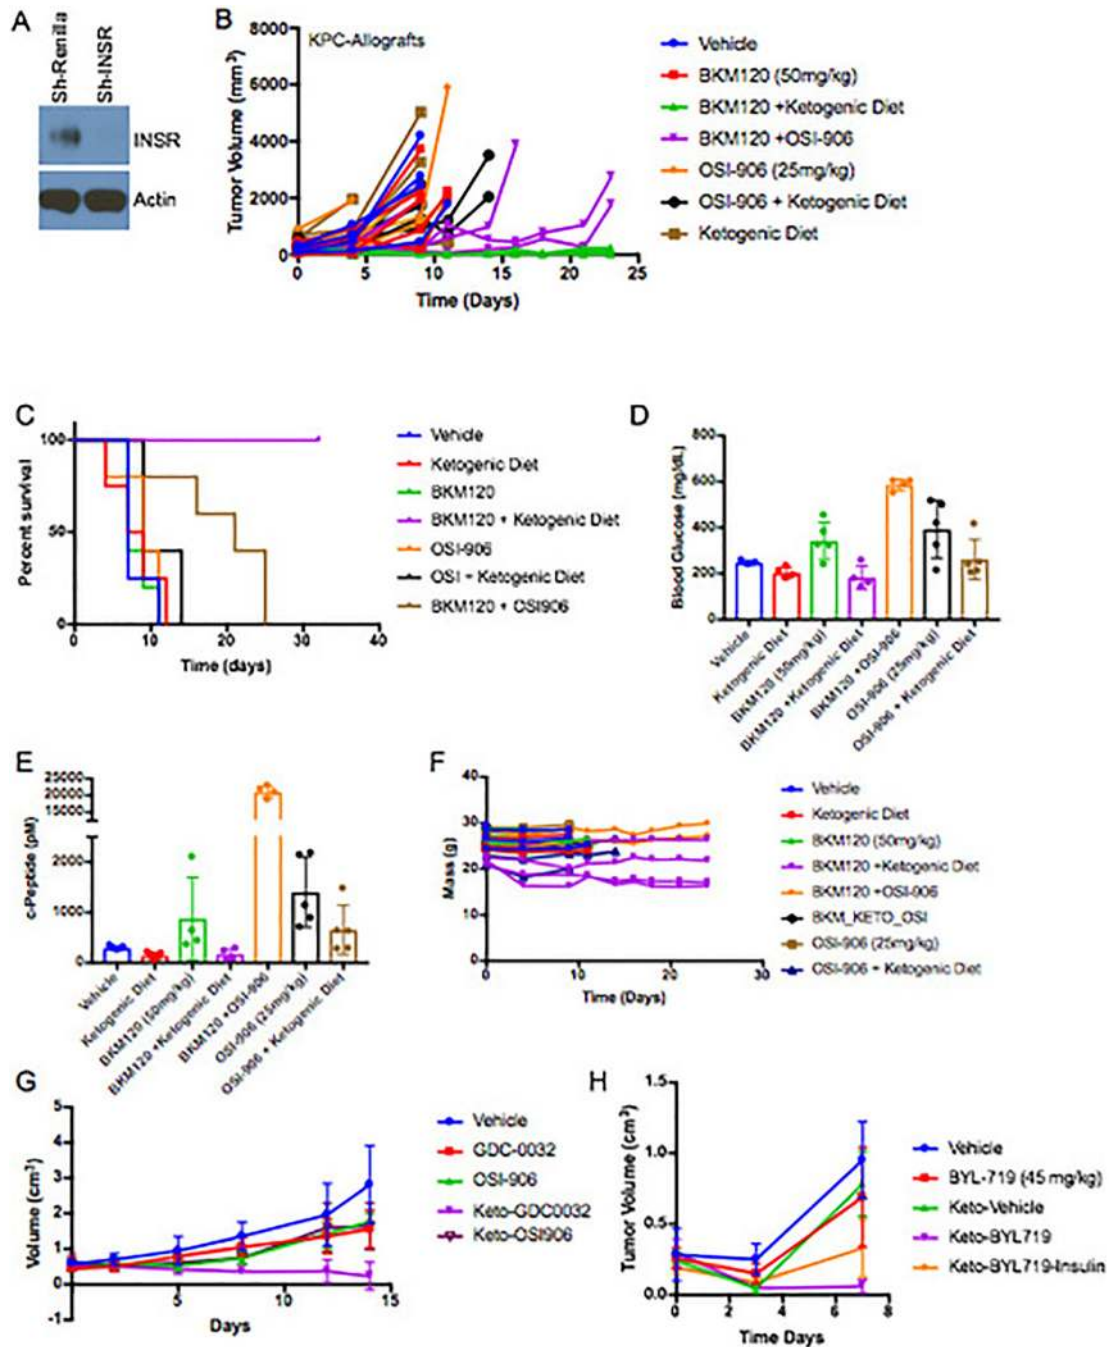 A
Sh-Renilla
Sh-INSR
INSR
Actin
B
KPC-Allografts
Tumor Volume (mm³)
8000
6000
4000
2000
0
0 5 10 15 20 25
Time (Days)
Vehicle
BKM120 (50mg/kg)
BKM120 +Ketogenic Diet
BKM120 +OSI-906
OSI-906 (25mg/kg)
OSI-906 + Ketogenic Diet
Ketogenic Diet
C
Percent survival
100
50
0
0 10 20 30 40
Time (days)
Vehicle
Ketogenic Diet
BKM120
BKM120 + Ketogenic Diet
OSI-906
OSI + Ketogenic Diet
BKM120 + OSI906
D
Blood Glucose (mg/dL)
800
600
400
200
0
Vehicle
Ketogenic Diet
BKM120 (50mg/kg)
BKM120 +Ketogenic Diet
BKM120 +OSI-906
OSI-906 (25mg/kg)
OSI-906 + Ketogenic Diet
E
c-Peptide (pM)
25000
20000
15000
10000
2000
1000
0
Vehicle
Ketogenic Diet
BKM120 (50mg/kg)
BKM120 +Ketogenic Diet
BKM120 +OSI-906
OSI-906 (25mg/kg)
OSI-906 + Ketogenic Diet
F
Mass (g)
40
30
20
10
0
0 10 20 30
Time (Days)
Vehicle
Ketogenic Diet
BKM120 (50mg/kg)
BKM120 +Ketogenic Diet
BKM120 +OSI-906
BKM_KETO_OSI
OSI-906 (25mg/kg)
OSI-906 + Ketogenic Diet
G
Volume (cm³)
5
4
3
2
1
0
-1
5 10 15
Days
Vehicle
GDC-0032
OSI-906
Keto-GDC0032
Keto-OSI906
H
Tumor Volume (cm³)
1.5
1.0
0.5
0.0
0 2 4 6 8
Time Days
Vehicle
BYL-719 (45 mg/kg)
Keto-Vehicle
Keto-BYL719
Keto-BYL719-Insulin